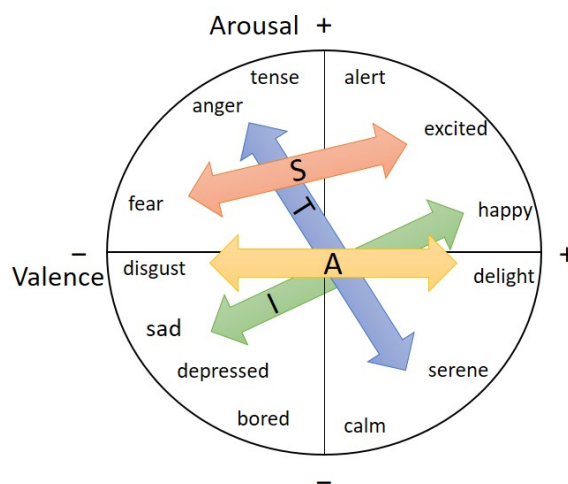 Arousal +
tense
alert
anger
excited
S
fear
T
happy
–
+
Valence
disgust
A
delight
I
sad
serene
depressed
bored
calm
–